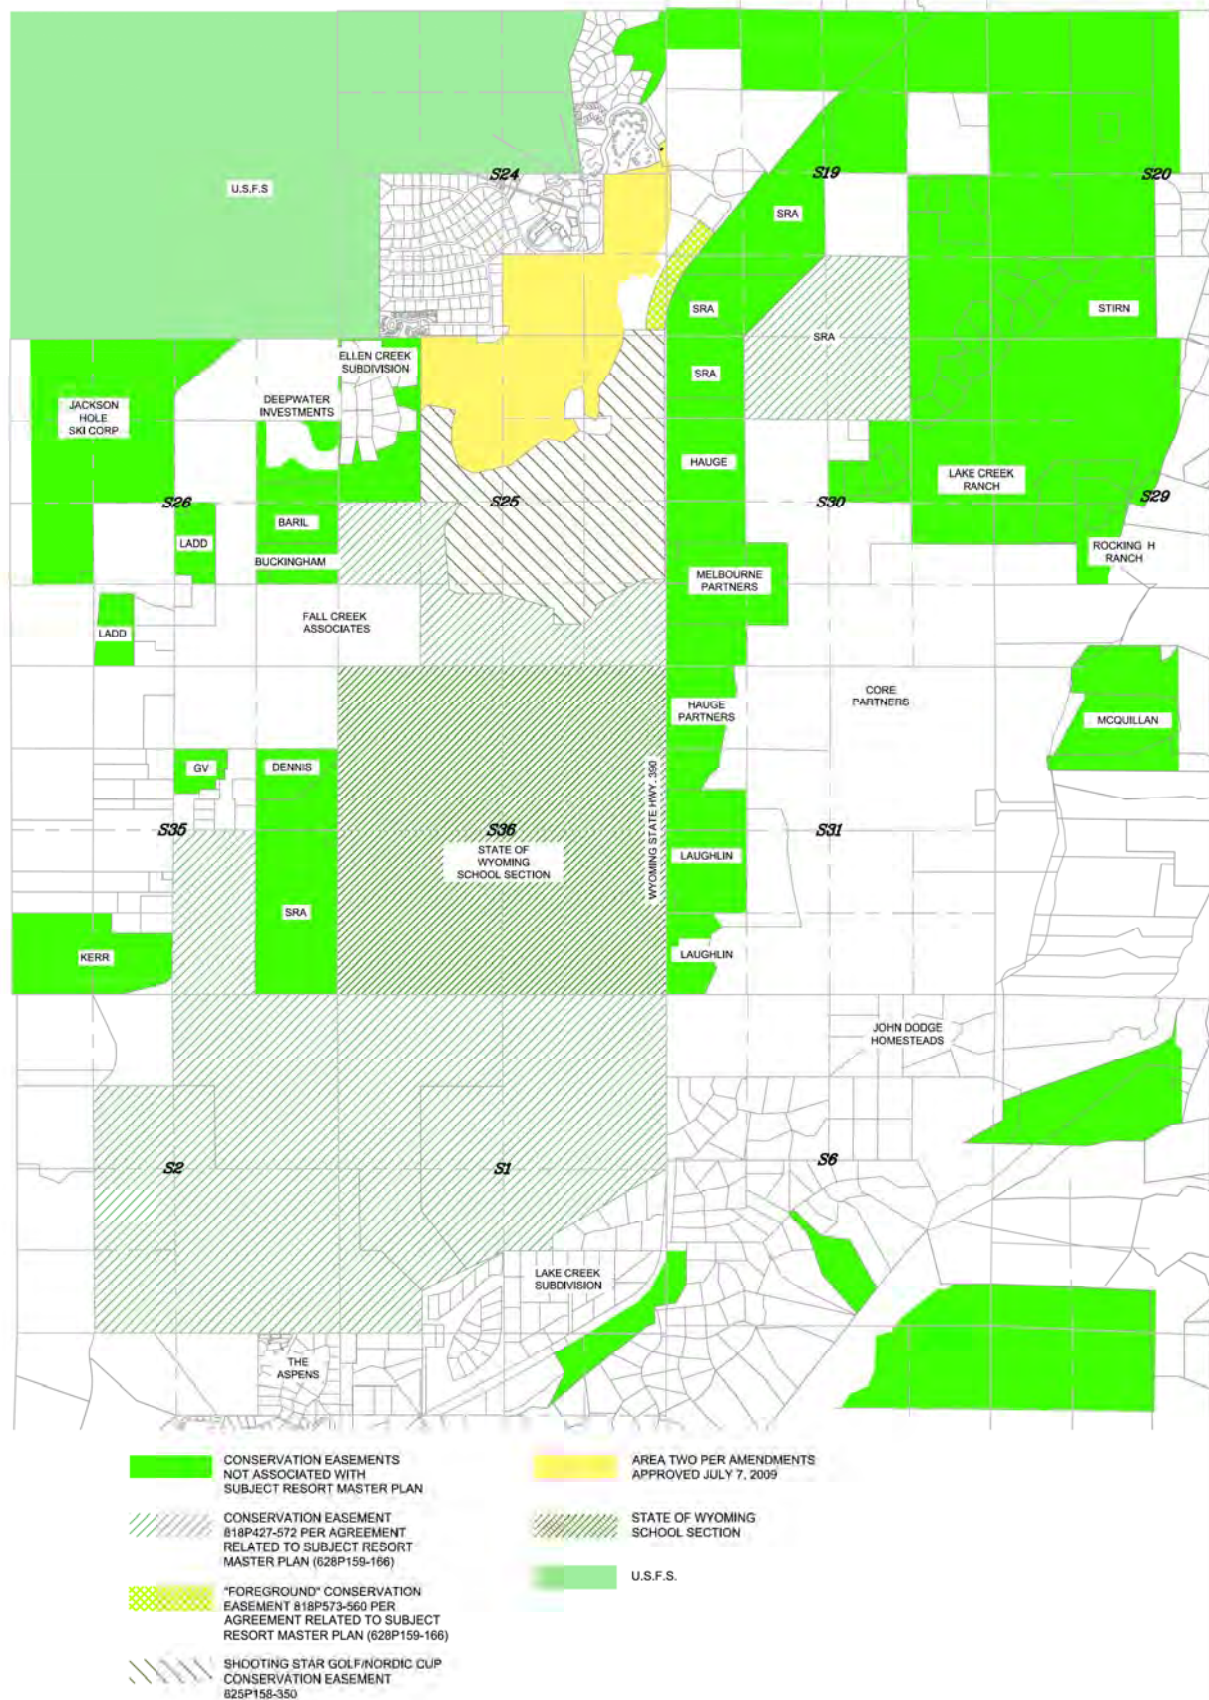 S24
U.S.F.S
S19
S20
SRA
SRA
STIRN
SRA
ELLEN CREEK
SUBDIVISION
SRA
DEEPWATER
INVESTMENTS
JACKSON
HOLE
SKI CORP
HAUGE
LAKE CREEK
RANCH
S26
S25
S30
S29
BARIL
LADD
BUCKINGHAM
ROCKING H
RANCH
MELBOURNE
PARTNERS
FALL CREEK
ASSOCIATES
LADD
CORE
PARTNERS
HAUGE
PARTNERS
MCQUILLAN
GV
DENNIS
WYOMING STATE HWY. 390
S35
S36
S31
STATE OF
WYOMING
SCHOOL SECTION
LAUGHLIN
SRA
KERR
LAUGHLIN
JOHN DODGE
HOMESTEADS
S2
S1
S6
LAKE CREEK
SUBDIVISION
THE
ASPENS
CONSERVATION EASEMENTS
NOT ASSOCIATED WITH
SUBJECT RESORT MASTER PLAN
CONSERVATION EASEMENT
818P427-572 PER AGREEMENT
RELATED TO SUBJECT RESORT
MASTER PLAN (628P159-166)
"FOREGROUND" CONSERVATION
EASEMENT 818P573-560 PER
AGREEMENT RELATED TO SUBJECT
RESORT MASTER PLAN (628P159-166)
SHOOTING STAR GOLF/NORDIC CUP
CONSERVATION EASEMENT
625P158-350
AREA TWO PER AMENDMENTS
APPROVED JULY 7, 2009
STATE OF WYOMING
SCHOOL SECTION
U.S.F.S.